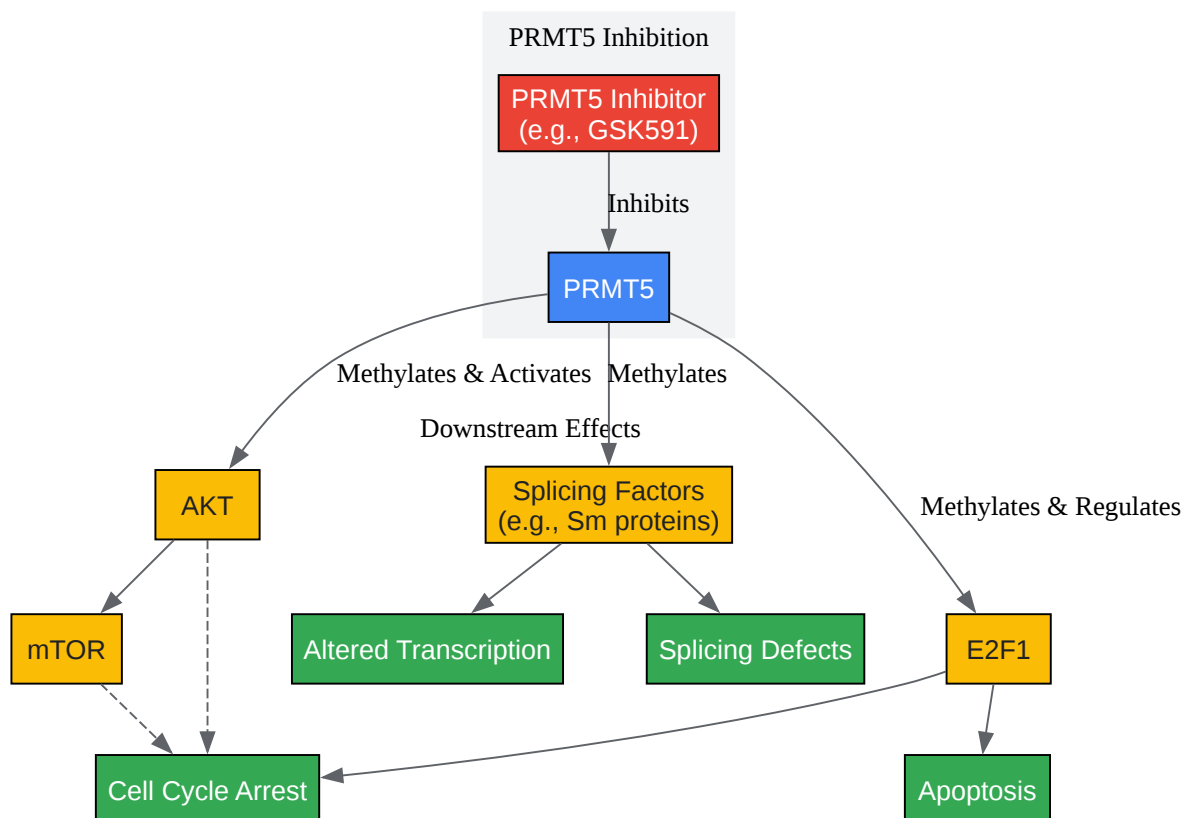 PRMT5 Inhibition
PRMT5 Inhibitor
(e.g., GSK591)
Inhibits
PRMT5
Methylates & Activates
Methylates
Downstream Effects
AKT
Splicing Factors
(e.g., Sm proteins)
Methylates & Regulates
mTOR
Altered Transcription
Splicing Defects
E2F1
Cell Cycle Arrest
Apoptosis